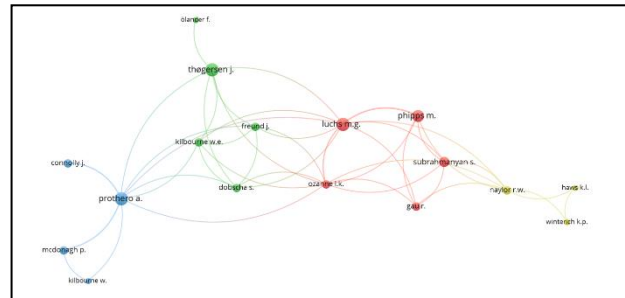 ölander f.
thøgersen j.
luchs m.g.
phipps m.
freund j.
kilbourne w.e.
connolly j.
subrahmanyan s.
dobscha s.
ozanne l.k.
naylor r.w.
haws k.l.
prothero a.
gau r.
winterich k.p.
mcdonagh p.
kilbourne w.